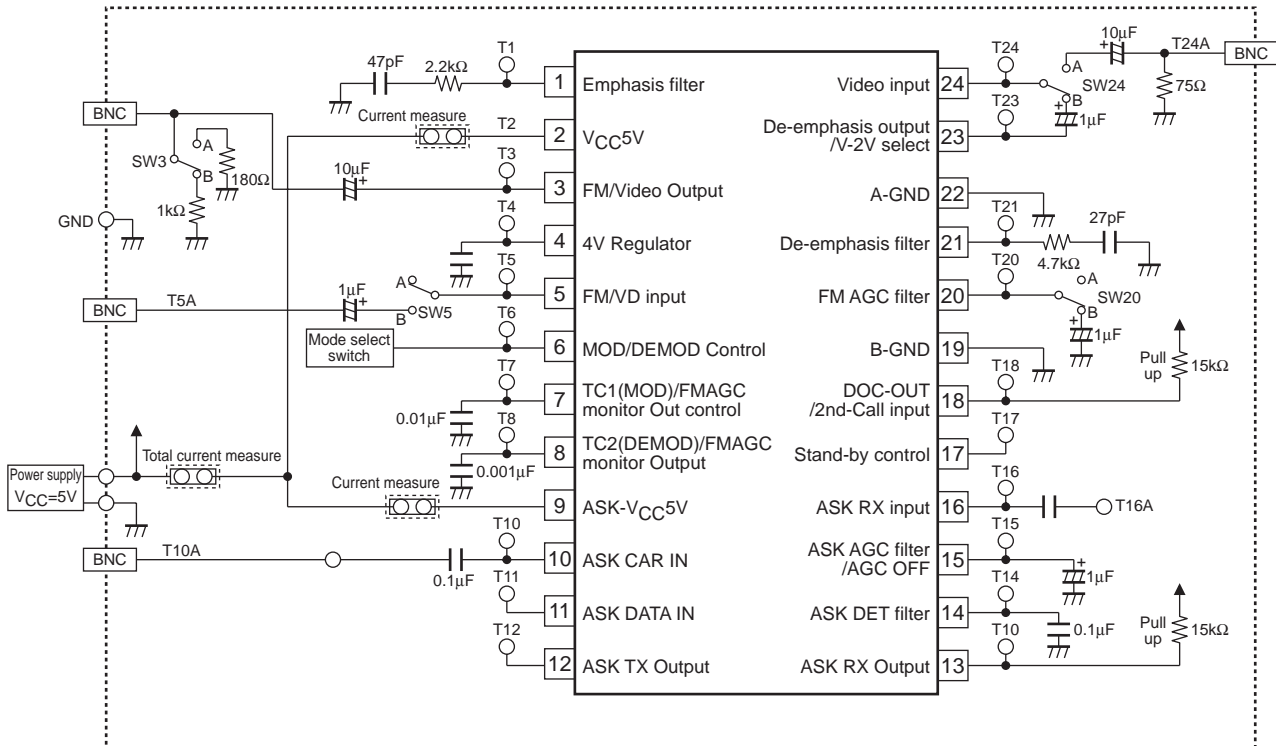 47pF
2.2kΩ
T1
1
Emphasis filter
BNC
Current measure
T2
2
VCC5V
A
SW3
B
180Ω
1kΩ
10μF
+
T3
3
FM/Video Output
GND
T4
4
4V Regulator
T5A
BNC
1μF
+
A
B
SW5
T5
5
FM/VD input
Mode select
switch
T6
6
MOD/DEMOD Control
T7
0.01μF
7
TC1(MOD)/FMAGC
monitor Out control
T8
0.001μF
8
TC2(DEMOD)/FMAGC
monitor Output
Power supply
VCC=5V
Total current measure
Current measure
9
ASK-VCC5V
BNC
T10A
0.1μF
T10
10
ASK CAR IN
T11
11
ASK DATA IN
T12
12
ASK TX Output
Video input
24
T24
A
SW24
B
+
10μF
T24A
BNC
75Ω
+
1μF
De-emphasis output
/V-2V select
23
T23
A-GND
22
De-emphasis filter
21
T21
4.7kΩ
27pF
FM AGC filter
20
T20
A
SW20
B
+
1μF
B-GND
19
DOC-OUT
/2nd-Call input
18
T18
Pull
up
15kΩ
Stand-by control
17
T17
ASK RX input
16
T16
T16A
ASK AGC filter
/AGC OFF
15
T15
+
1μF
ASK DET filter
14
T14
0.1μF
ASK RX Output
13
T10
Pull
up
15kΩ